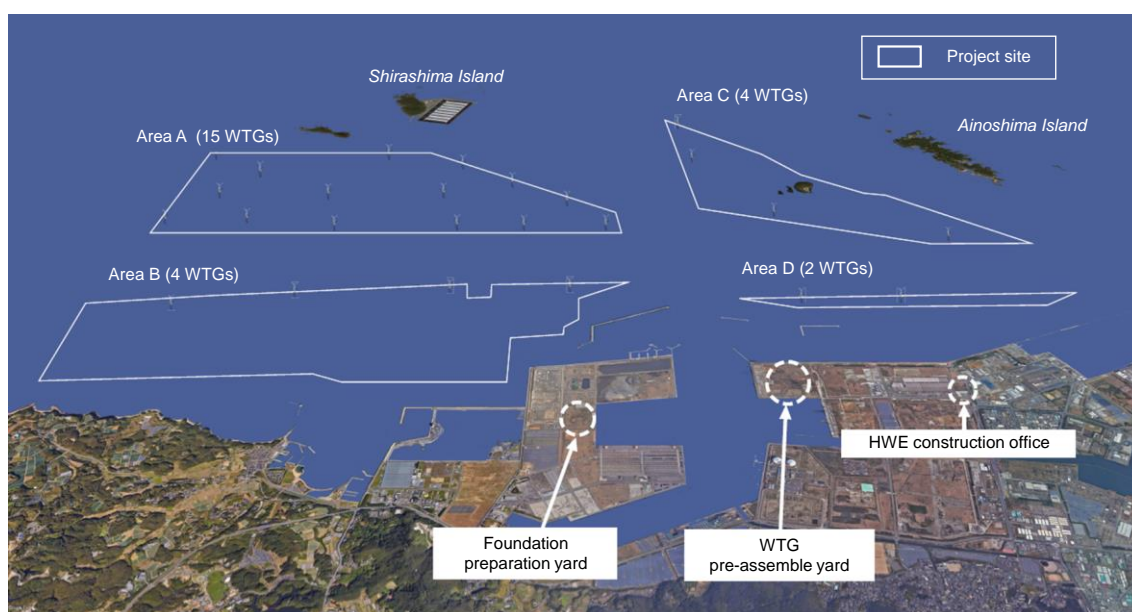 Project site
Shirashima Island
Area C (4 WTGs)
Ainoshima Island
Area A (15 WTGs)
Area B (4 WTGs)
Area D (2 WTGs)
HWE construction office
Foundation
preparation yard
WTG
pre-assemble yard